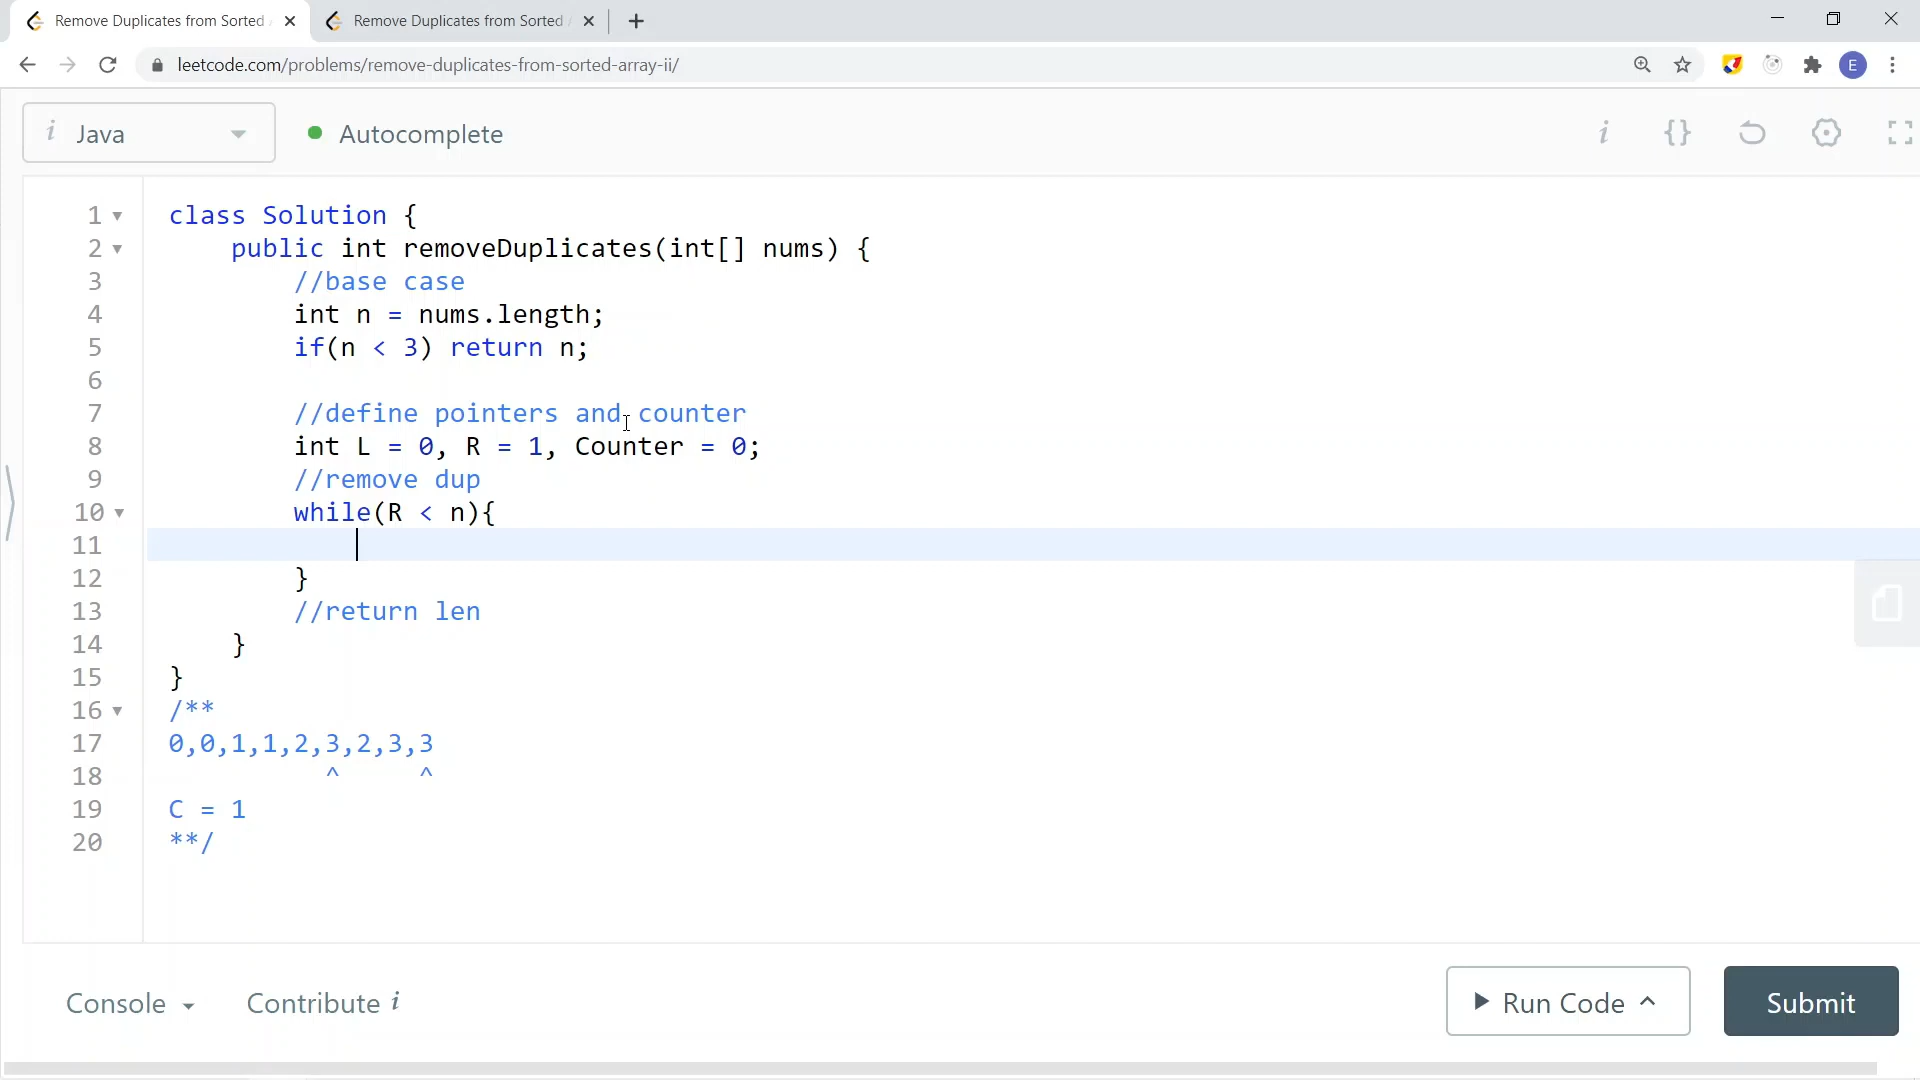 Remove Duplicates from Sorted Remove Duplicates from Sorted
leetcode.com/problems/remove-duplicates-from-sorted-array-ii/ E
i Java Autocomplete i {}
1 class Solution {
2 public int removeDuplicates(int[] nums) {
3 //base case
4 int n = nums.length;
5 if(n < 3) return n;
6
7 //define pointers and counter
8 int L = 0, R = 1, Counter = 0;
9 //remove dup
10 while(R < n){
11
12 }
13 //return len
14 }
15 }
16 /**
17 0,0,1,1,2,3,2,3,3
18 ^ ^
19 C = 1
20 **/
Console Contribute i Run Code Submit